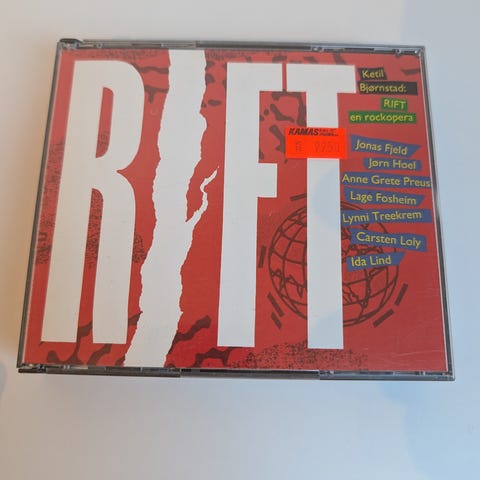 RIFT
Ketil
Bjørnstad:
RIFT
en rockopera
KAMAS
Jonas Fjeld
Jørn Hoel
Anne Grete Preus
Lage Fosheim
Lynni Treekrem
Carsten Loly
Ida Lind